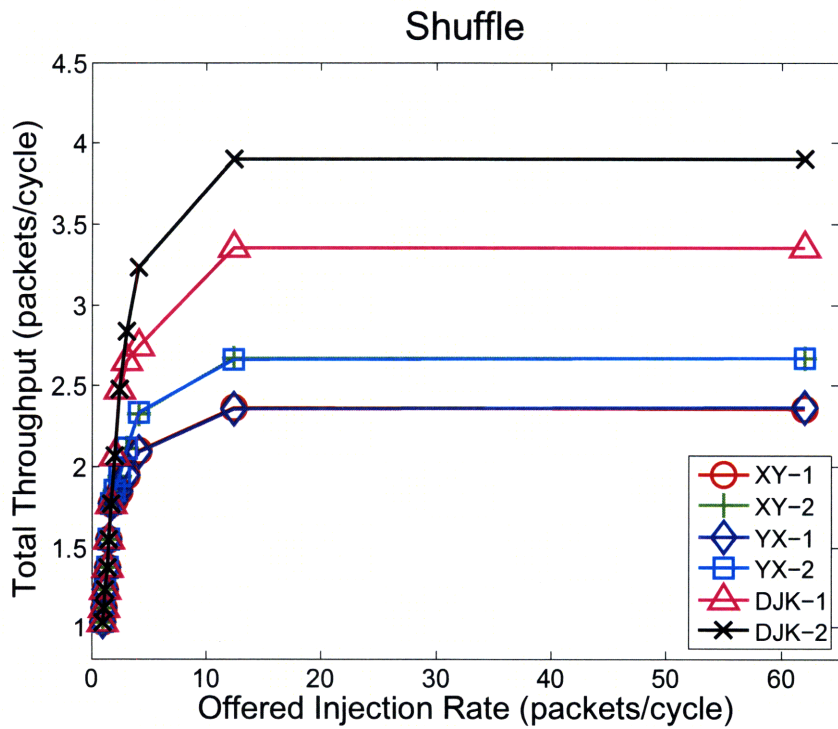 Shuffle
Total Throughput (packets/cycle)
4.5
4
3.5
3
2.5
2
1.5
1
0
10
20
30
40
50
60
Offered Injection Rate (packets/cycle)
XY-1
XY-2
YX-1
YX-2
DJK-1
DJK-2